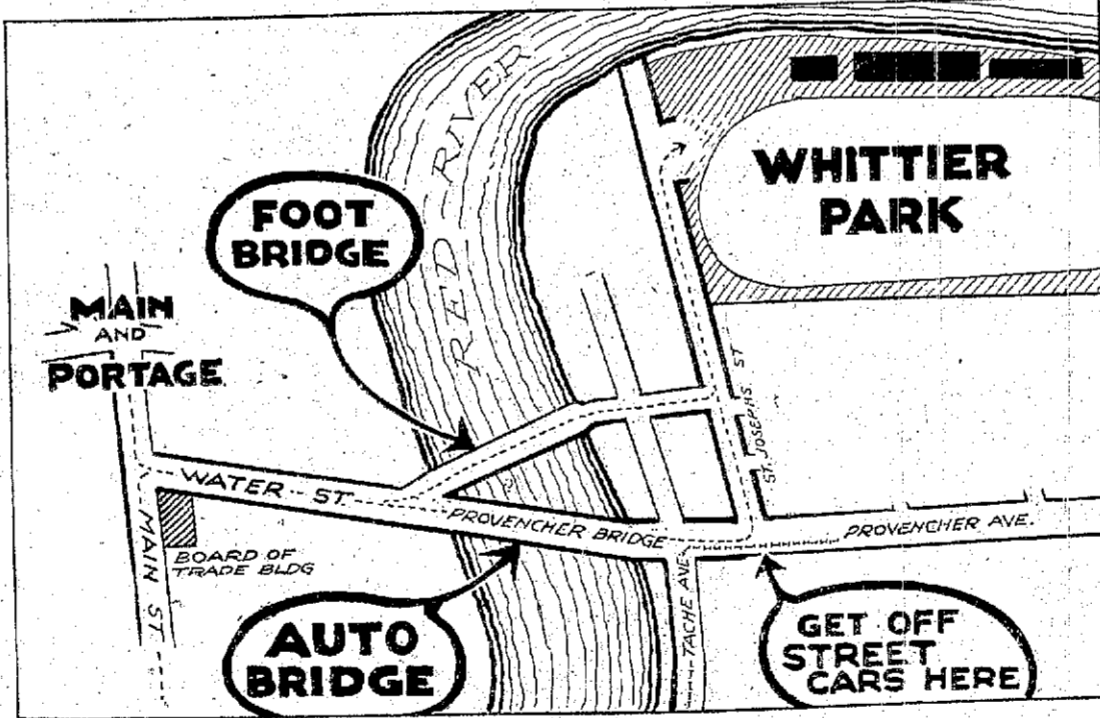 RED RIVER
WHITTIER
PARK
FOOT
BRIDGE
MAIN
AND
PORTAGE
ST. JOSEPHS ST
WATER ST.
PROVENCHER BRIDGE
PROVENCHER AVE.
MAIN ST.
BOARD OF
TRADE BLDG
TACHE AVE
AUTO
BRIDGE
GET OFF
STREET
CARS HERE